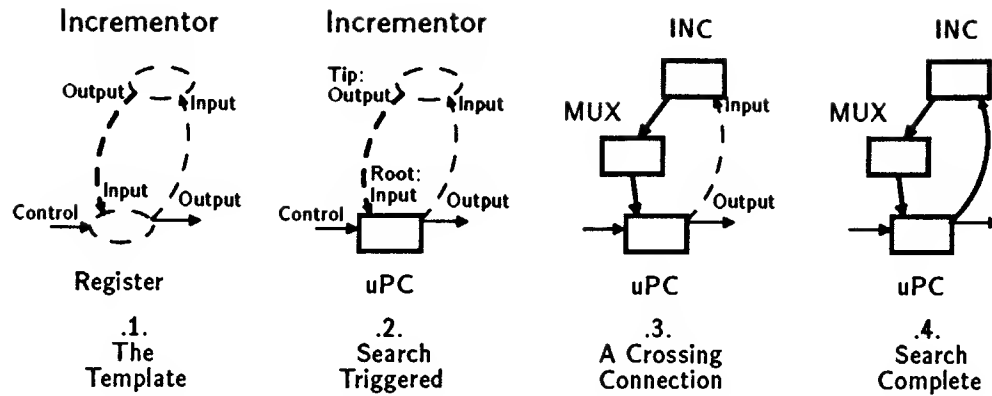 Incrementor
Output
Input
Input
Control
Output
Register
.1.
The
Template
Incrementor
Tip:
Output
Input
Root:
Input
Control
Output
uPC
.2.
Search
Triggered
INC
Input
MUX
Output
uPC
.3.
A Crossing
Connection
INC
MUX
uPC
.4.
Search
Complete